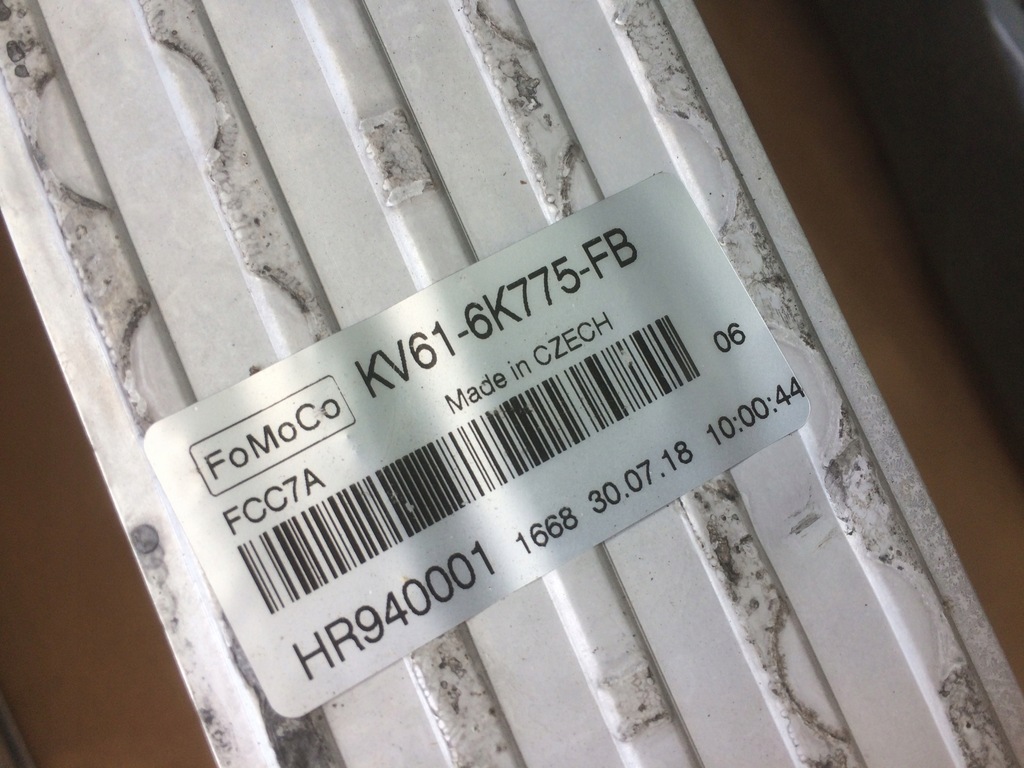 FoMoCo KV61-6K775-FB
Made in CZECH
FCC7A 06
HR940001 1668 30.07.18 10:00:44